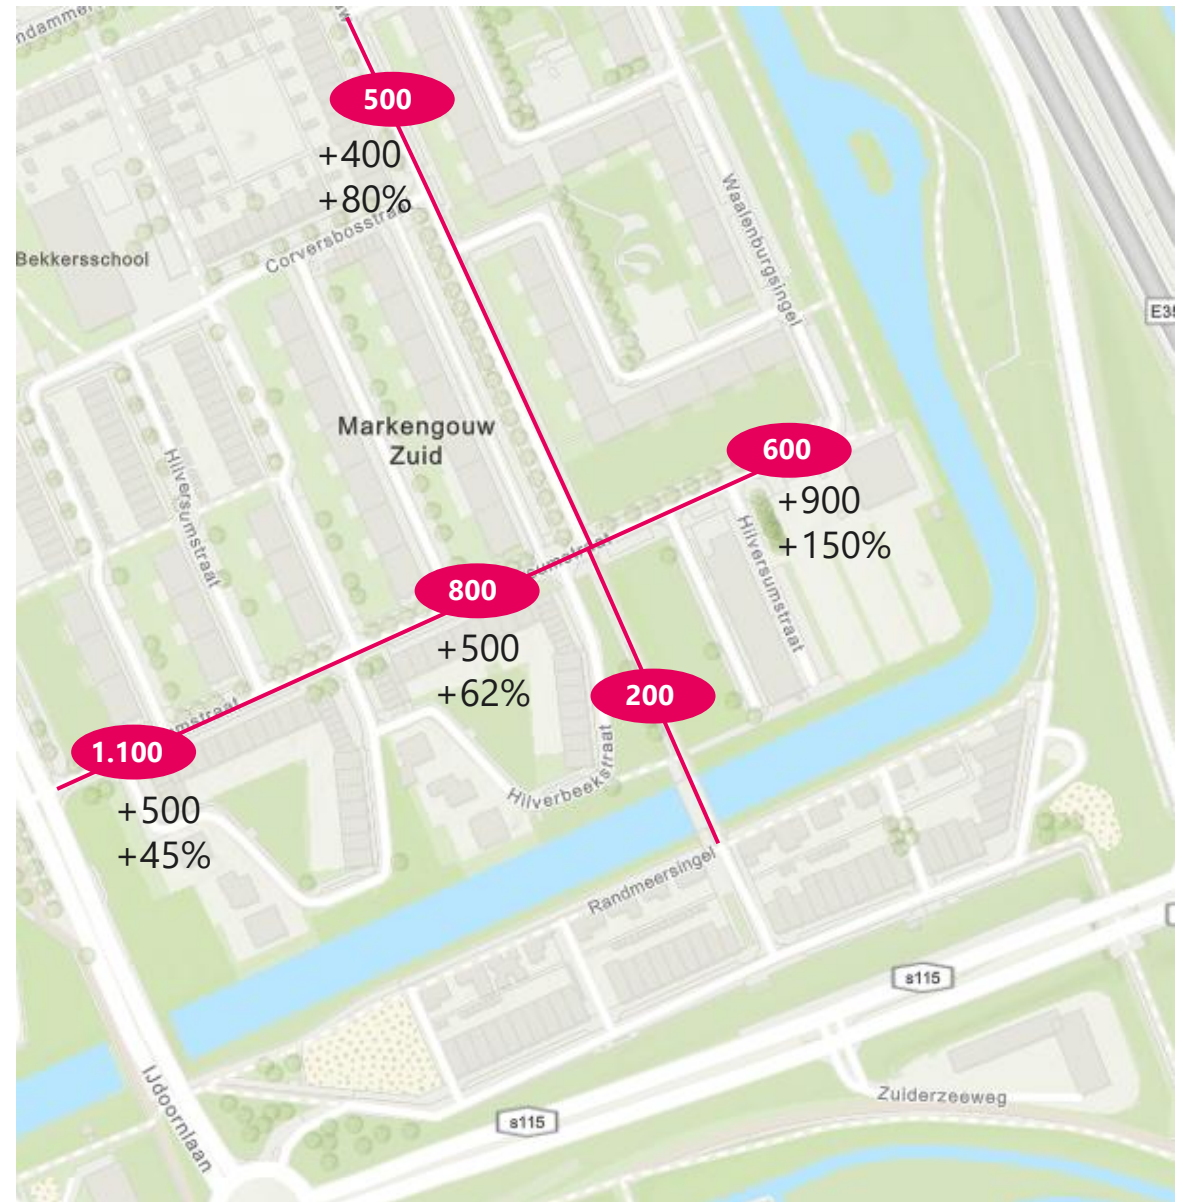 500
+400
+80%
Corversbosstraat
Bekkersschool
Waalenburgsingel
E35
Markengouw
Zuid
600
+900
+150%
Hilversumstraat
Hilversumstraat
800
+500
+62%
200
1.100
+500
+45%
Hilverbeekstraat
Randmeersingel
s115
IJdoornlaan
s115
Zuiderzeeweg